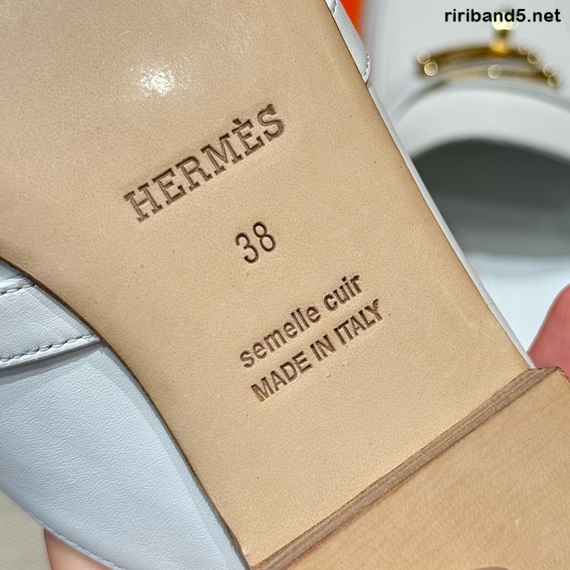 ririband5.net
HERMÈS
38
semelle cuir
MADE IN ITALY